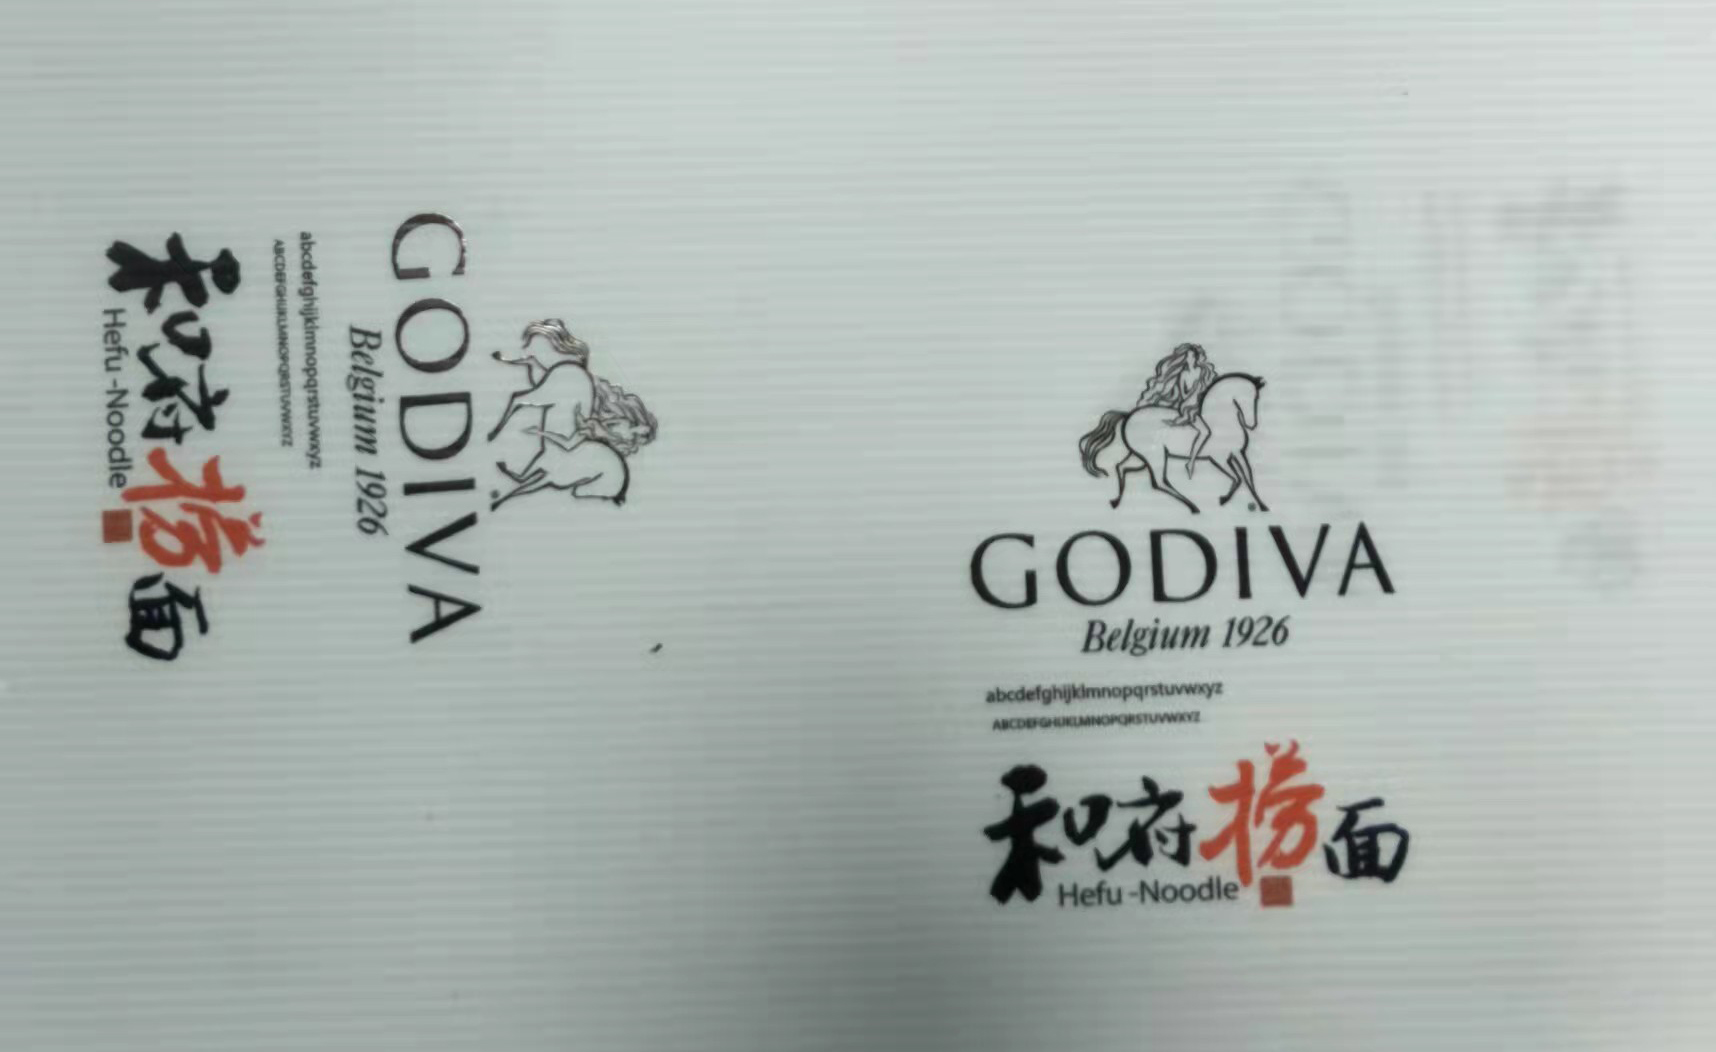 GODIVA
Belgium 1926
abcdefghijklmnopqrstuvwxyz
ABCDEFGHIJKLMNOPQRSTUVWXYZ
和府捞面
Hefu-Noodle
GODIVA
Belgium 1926
abcdefghijklmnopqrstuvwxyz
ABCDEFGHIJKLMNOPQRSTUVWXYZ
和府捞面
Hefu-Noodle